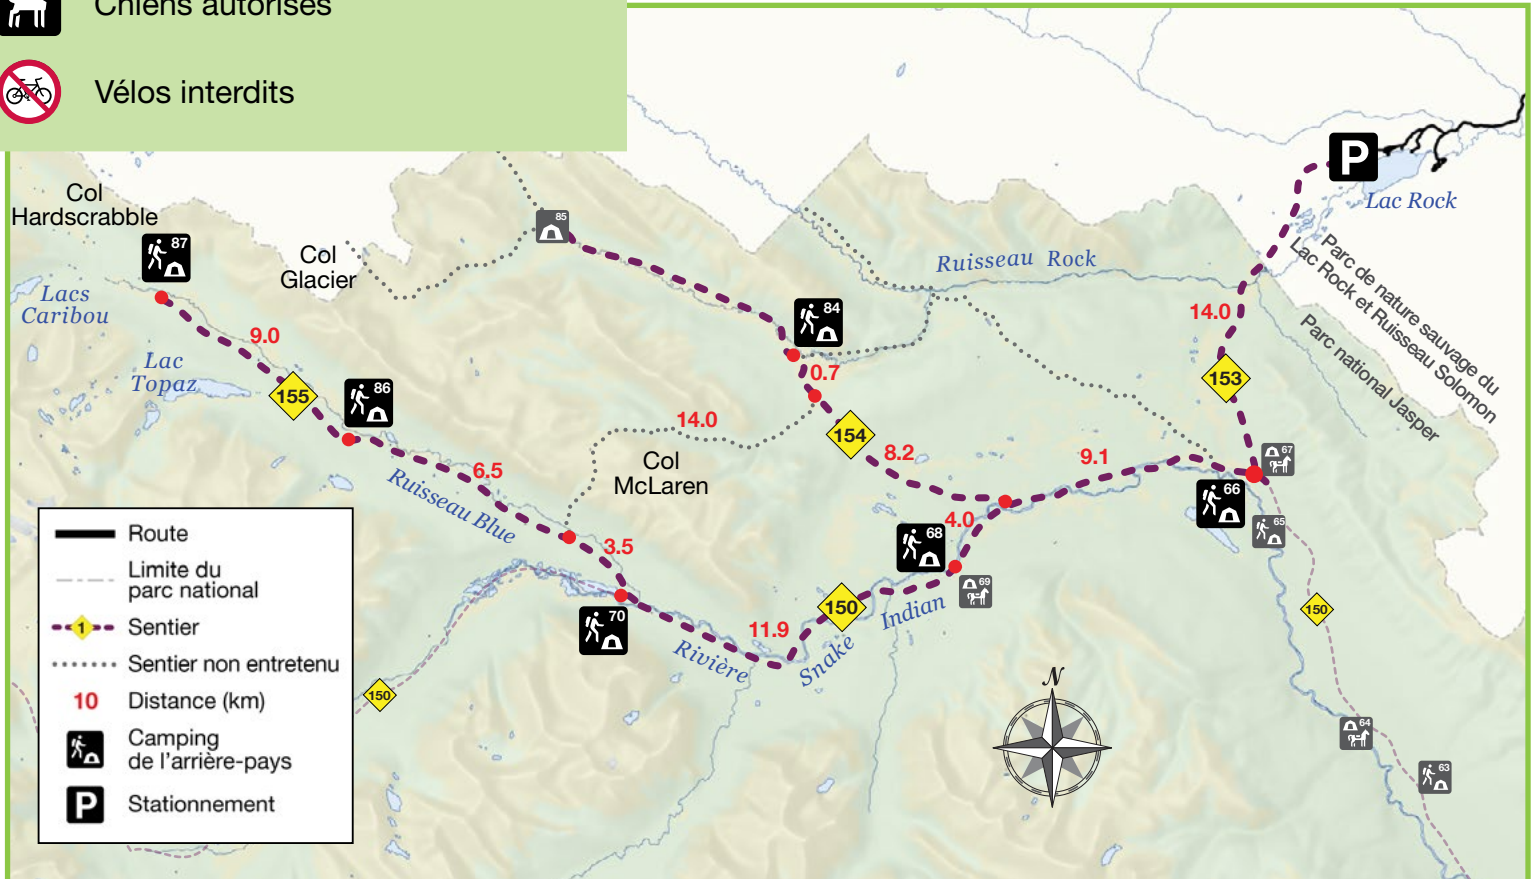 Chiens autorisés
Vélos interdits
P
Lac Rock
Col
Hardscrabble
87
Col
Glacier
85
Ruisseau Rock
Parc de nature sauvage du
Lac Rock et Ruisseau Solomon
Parc national Jasper
Lacs
Caribou
9.0
Lac
Topaz
155
86
84
0.7
14.0
153
14.0
154
8.2
9.1
67
Col
McLaren
6.5
Ruisseau Blue
66
65
4.0
68
69
3.5
70
11.9
150
Rivière
Snake
Indian
150
150
N
64
63
Route
Limite du
parc national
1
Sentier
Sentier non entretenu
10
Distance (km)
Camping
de l'arrière-pays
P
Stationnement